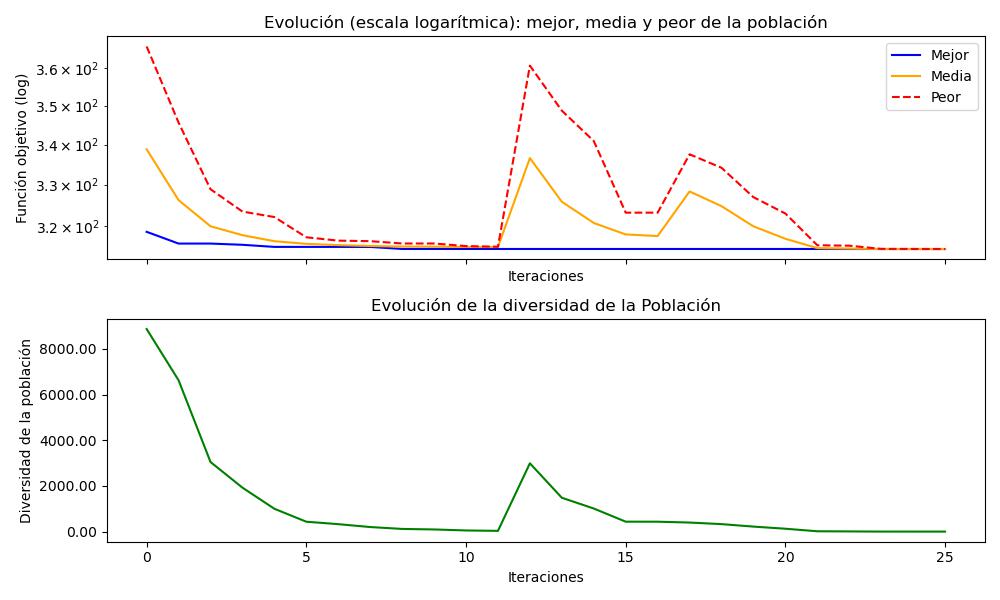 Evolución (escala logarítmica): mejor, media y peor de la población
Función objetivo (log)
3.6 × 10²
3.5 × 10²
3.4 × 10²
3.3 × 10²
3.2 × 10²
Mejor
Media
Peor
Iteraciones
Evolución de la diversidad de la Población
Diversidad de la población
8000.00
6000.00
4000.00
2000.00
0.00
0 5 10 15 20 25
Iteraciones